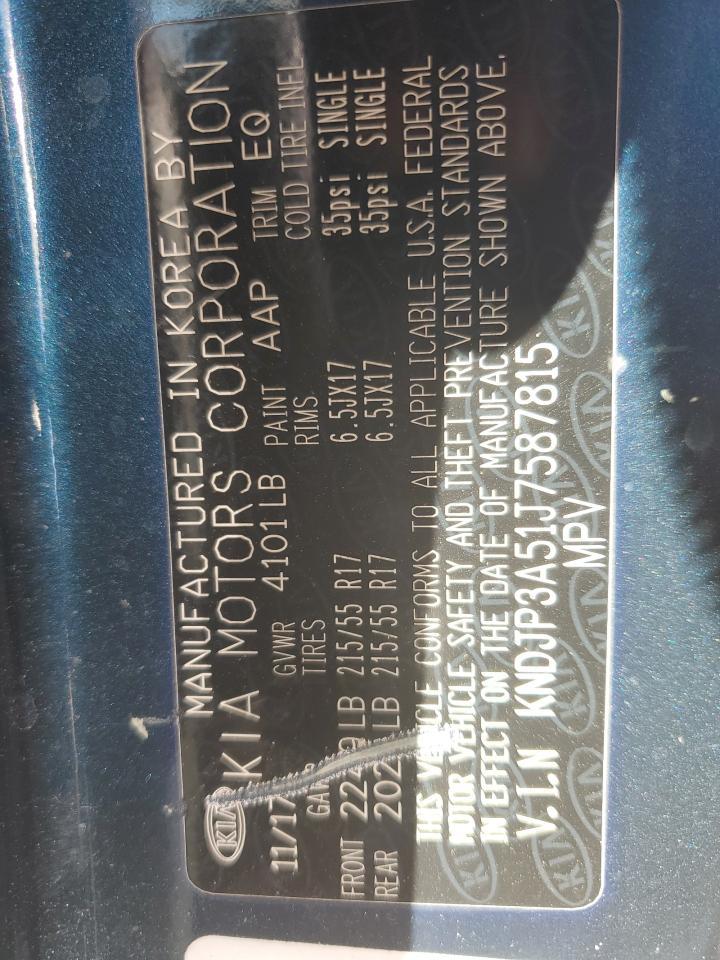 KIA
MANUFACTURED IN KOREA BY
KIA MOTORS CORPORATION
11/17 GVWR 4101 LB PAINT AAP TRIM EQ
TIRES RIMS COLD TIRE INFL
FRONT LB 215/55 R17 6.5JX17 35psi SINGLE
REAR LB 215/55 R17 6.5JX17 35psi SINGLE
THIS VEHICLE CONFORMS TO ALL APPLICABLE U.S.A. FEDERAL
MOTOR VEHICLE SAFETY AND THEFT PREVENTION STANDARDS
IN EFFECT ON THE DATE OF MANUFACTURE SHOWN ABOVE.
V.I.N KNDJP3A51J7587815
MPV